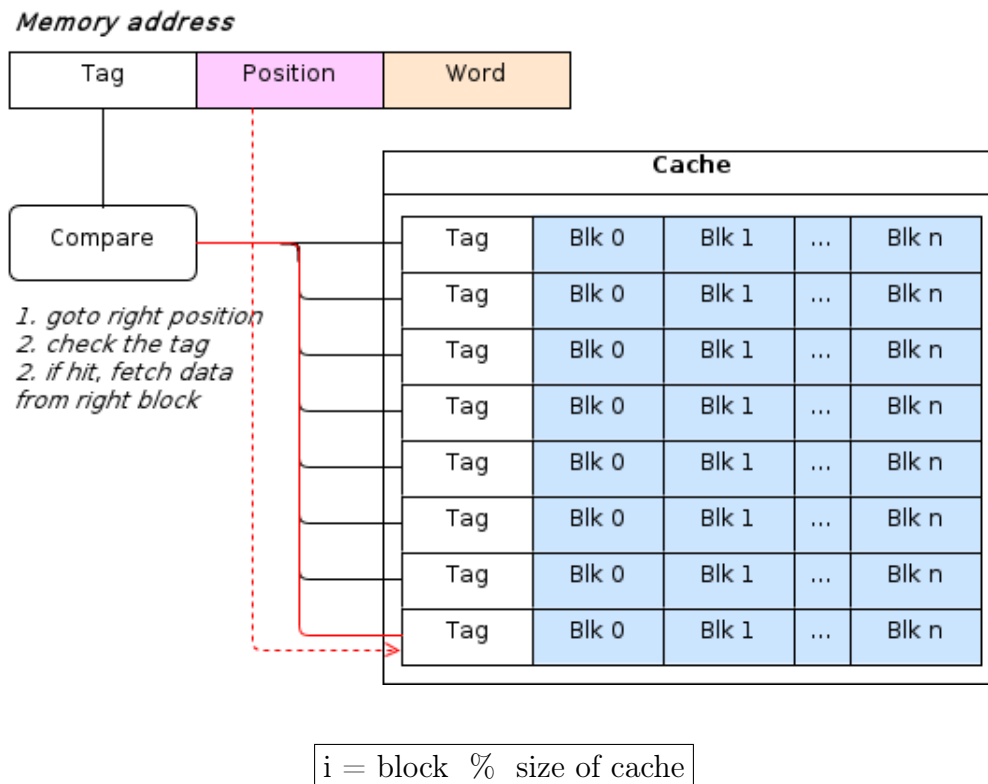 Memory address
Tag Position Word
Cache
Compare
Tag Blk 0 Blk 1 ... Blk n
Tag Blk 0 Blk 1 ... Blk n
Tag Blk 0 Blk 1 ... Blk n
Tag Blk 0 Blk 1 ... Blk n
Tag Blk 0 Blk 1 ... Blk n
Tag Blk 0 Blk 1 ... Blk n
Tag Blk 0 Blk 1 ... Blk n
Tag Blk 0 Blk 1 ... Blk n
1. goto right position
2. check the tag
2. if hit, fetch data
from right block
i = block % size of cache